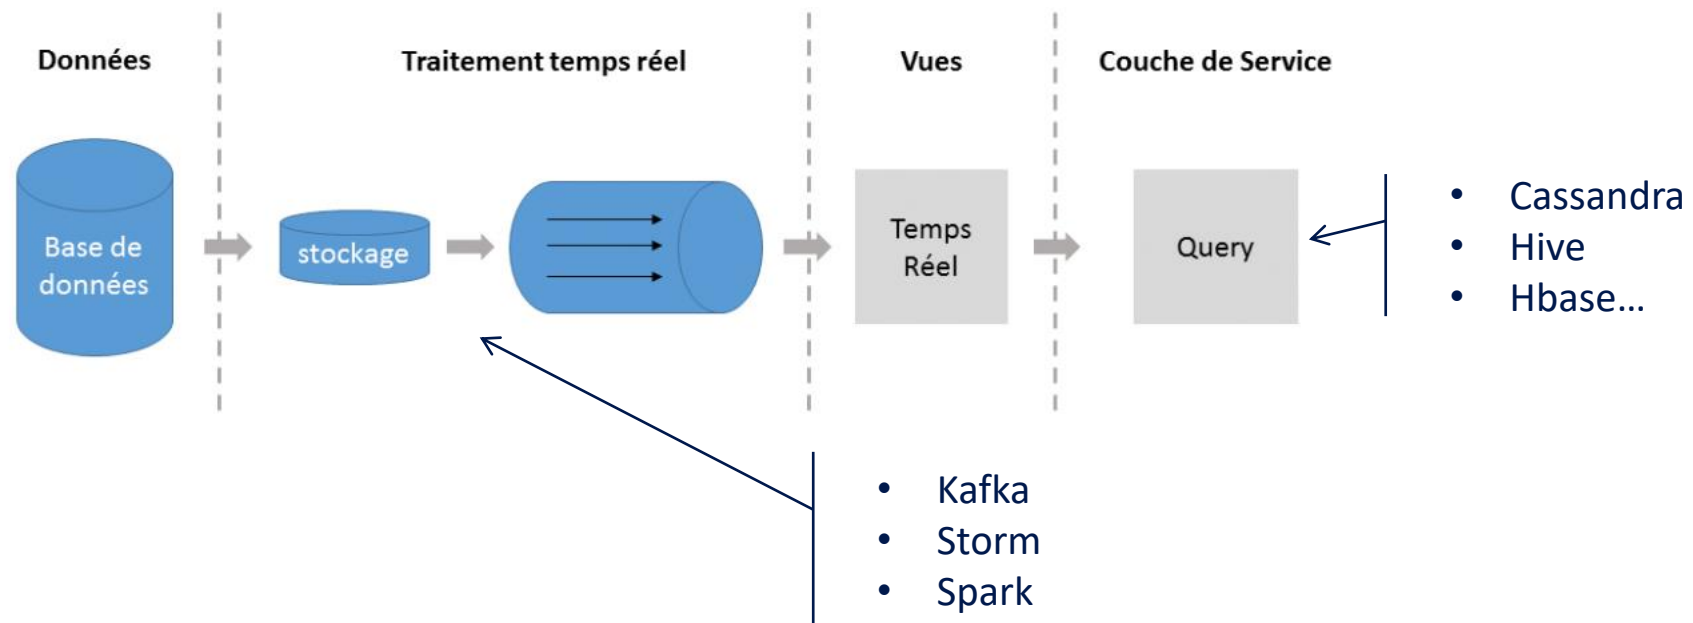 Données
Traitement temps réel
Vues
Couche de Service
Base de
données
stockage
Temps
Réel
Query
• Cassandra
• Hive
• Hbase...
• Kafka
• Storm
• Spark